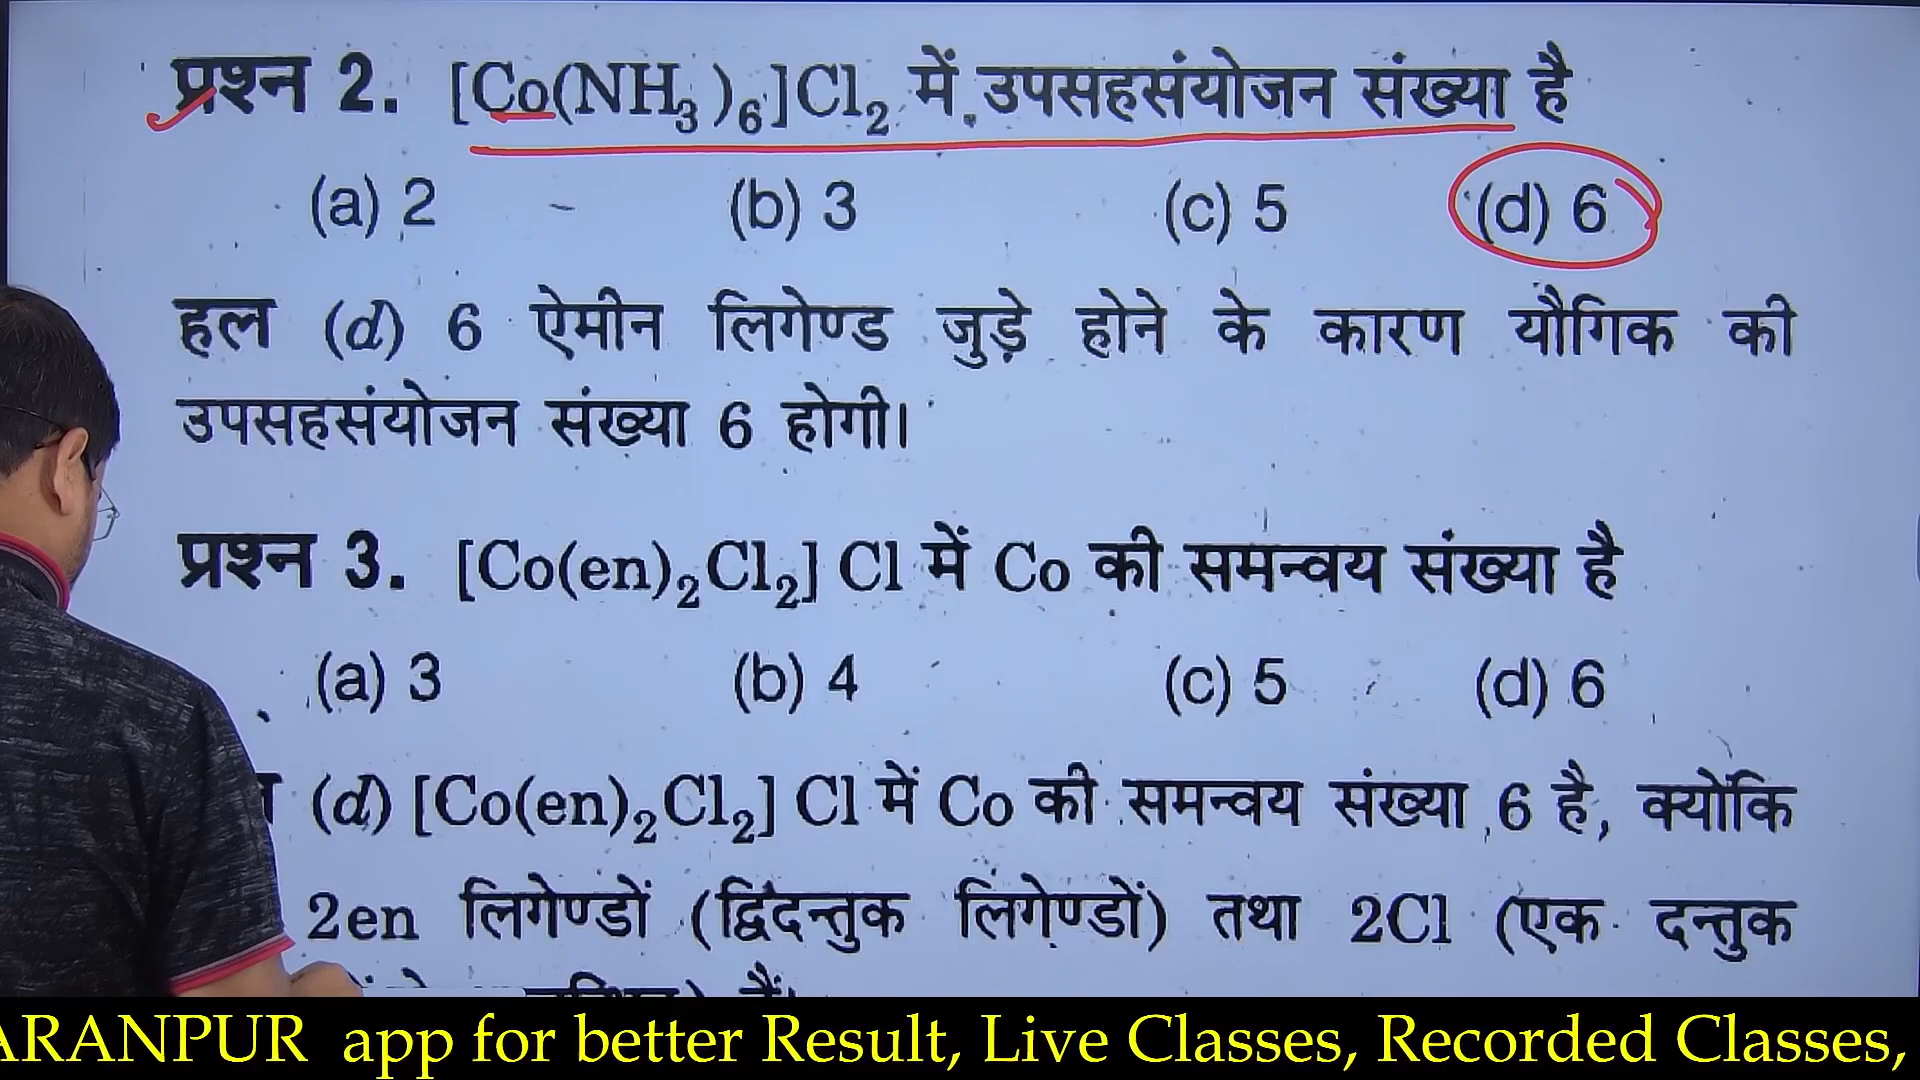 प्रश्न 2. [Co(NH₃)₆]Cl₂ में उपसहसंयोजन संख्या है
(a) 2 (b) 3 (c) 5 (d) 6
हल (d) 6 ऐमीन लिगेण्ड जुड़े होने के कारण यौगिक की
उपसहसंयोजन संख्या 6 होगी।
प्रश्न 3. [Co(en)₂Cl₂] Cl में Co की समन्वय संख्या है
(a) 3 (b) 4 (c) 5 (d) 6
(d) [Co(en)₂Cl₂] Cl में Co की समन्वय संख्या 6 है, क्योंकि
2en लिगेण्डों (द्विदन्तुक लिगेण्डों) तथा 2Cl (एक दन्तुक
हैं।
ARANPUR app for better Result, Live Classes, Recorded Classes,